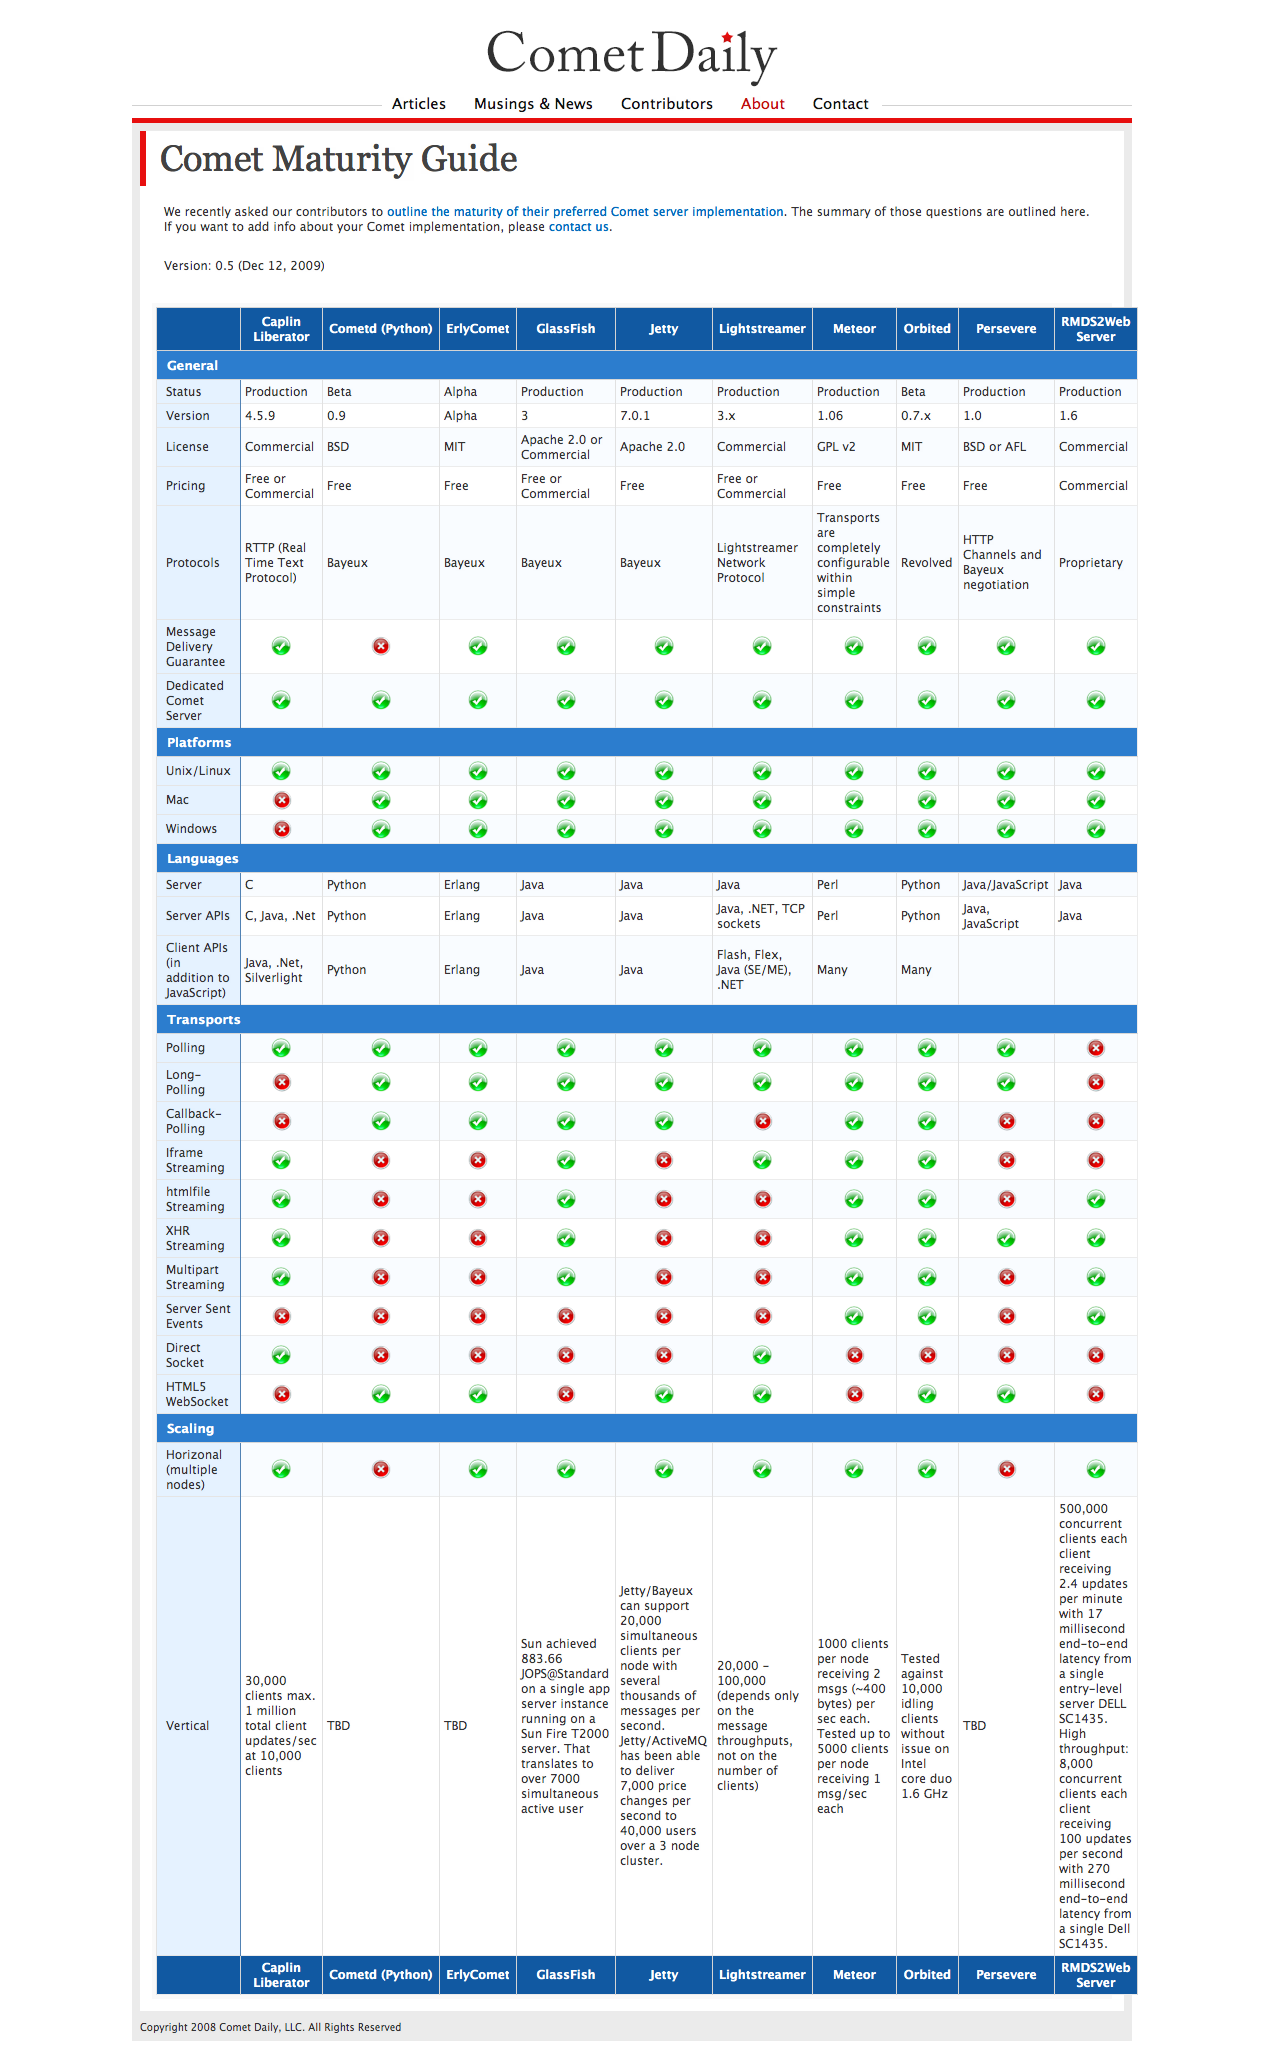 Comet Daily
Articles Musings & News Contributors About Contact
Comet Maturity Guide
We recently asked our contributors to outline the maturity of their preferred Comet server implementation. The summary of those questions are outlined here.
If you want to add info about your Comet implementation, please contact us.
Version: 0.5 (Dec 12, 2009)
Caplin Liberator Cometd (Python) ErlyComet GlassFish Jetty Lightstreamer Meteor Orbited Persevere RMDS2Web Server
General
Status Production Beta Alpha Production Production Production Production Beta Production Production
Version 4.5.9 0.9 Alpha 3 7.0.1 3.x 1.06 0.7.x 1.0 1.6
License Commercial BSD MIT Apache 2.0 or Commercial Apache 2.0 Commercial GPL v2 MIT BSD or AFL Commercial
Pricing Free or Commercial Free Free Free or Commercial Free Free or Commercial Free Free Free Commercial
Protocols RTTP (Real Time Text Protocol) Bayeux Bayeux Bayeux Bayeux Lightstreamer Network Protocol Transports are completely configurable within simple constraints Revolved HTTP Channels and Bayeux negotiation Proprietary
Message Delivery Guarantee
Dedicated Comet Server
Platforms
Unix/Linux
Mac
Windows
Languages
Server C Python Erlang Java Java Java Perl Python Java/JavaScript Java
Server APIs C, Java, .Net Python Erlang Java Java Java, .NET, TCP sockets Perl Python Java, JavaScript Java
Client APIs (in addition to JavaScript) Java, .Net, Silverlight Python Erlang Java Java Flash, Flex, Java (SE/ME), .NET Many Many
Transports
Polling
Long-Polling
Callback-Polling
Iframe Streaming
htmlfile Streaming
XHR Streaming
Multipart Streaming
Server Sent Events
Direct Socket
HTML5 WebSocket
Scaling
Horizonal (multiple nodes)
Vertical 30,000 clients max. 1 million total client updates/sec at 10,000 clients TBD TBD Sun achieved 883.66 JOPS@Standard on a single app server instance running on a Sun Fire T2000 server. That translates to over 7000 simultaneous active user Jetty/Bayeux can support 20,000 simultaneous clients per node with several thousands of messages per second. Jetty/ActiveMQ has been able to deliver 7,000 price changes per second to 40,000 users over a 3 node cluster. 20,000 - 100,000 (depends only on the message throughputs, not on the number of clients) 1000 clients per node receiving 2 msgs (~400 bytes) per sec each. Tested up to 5000 clients per node receiving 1 msg/sec each Tested against 10,000 idling clients without issue on Intel core duo 1.6 GHz TBD 500,000 concurrent clients each client receiving 2.4 updates per minute with 17 millisecond end-to-end latency from a single entry-level server DELL SC1435. High throughput: 8,000 concurrent clients each client receiving 100 updates per second with 270 millisecond end-to-end latency from a single Dell SC1435.
Caplin Liberator Cometd (Python) ErlyComet GlassFish Jetty Lightstreamer Meteor Orbited Persevere RMDS2Web Server
Copyright 2008 Comet Daily, LLC. All Rights Reserved